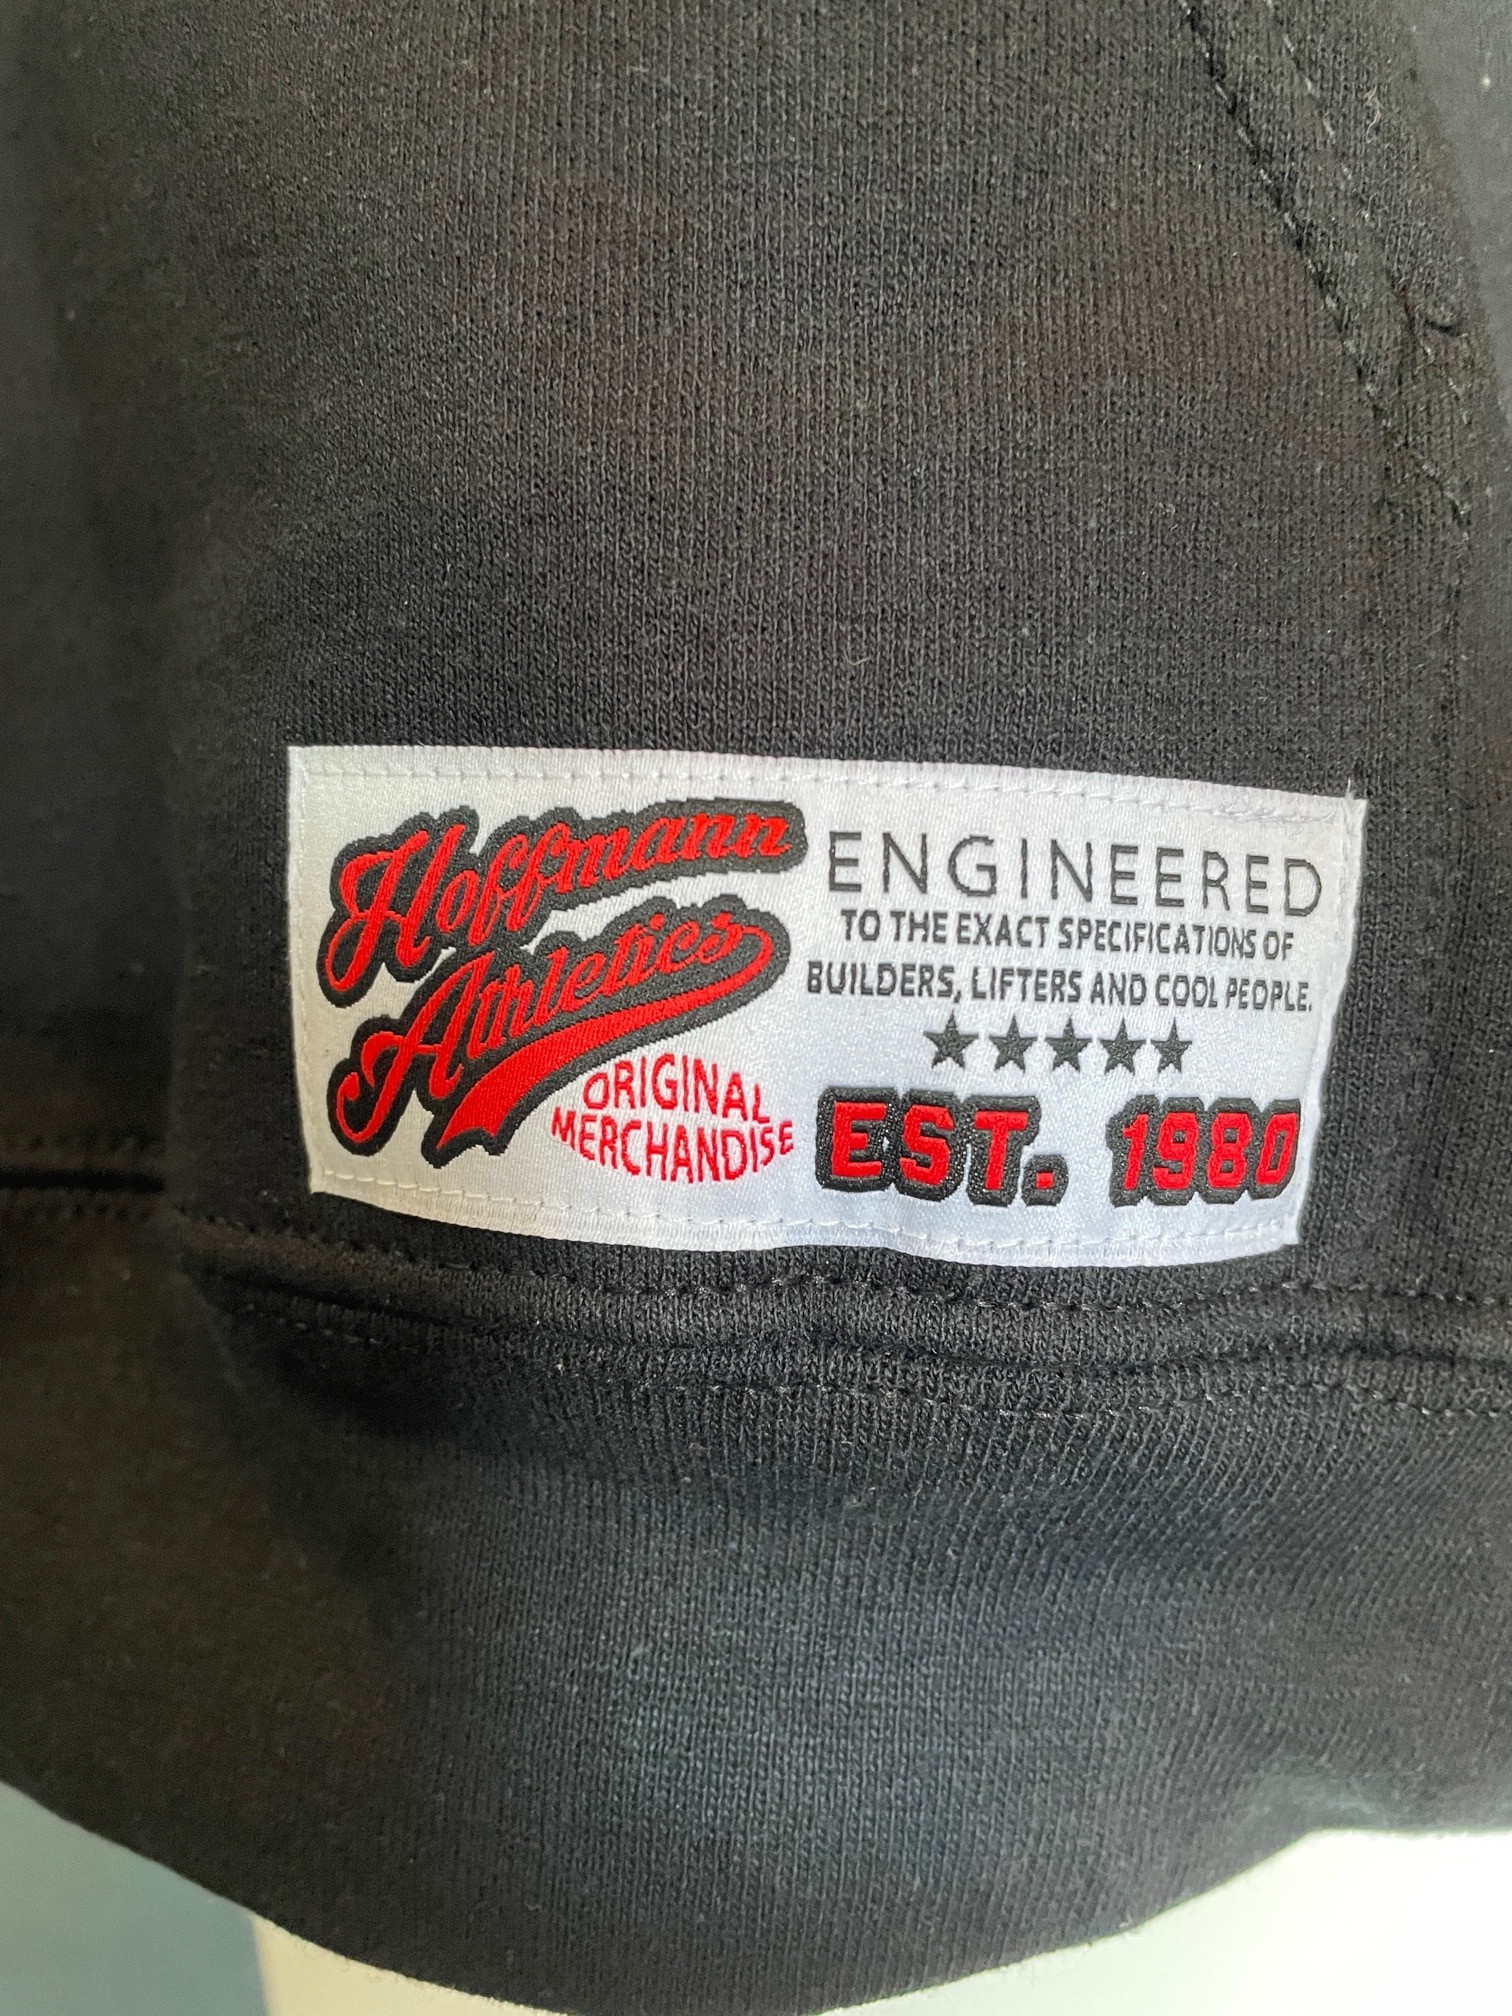 Hoffmann
Athletics
ORIGINAL
MERCHANDISE
ENGINEERED
TO THE EXACT SPECIFICATIONS OF
BUILDERS, LIFTERS AND COOL PEOPLE.
EST. 1980